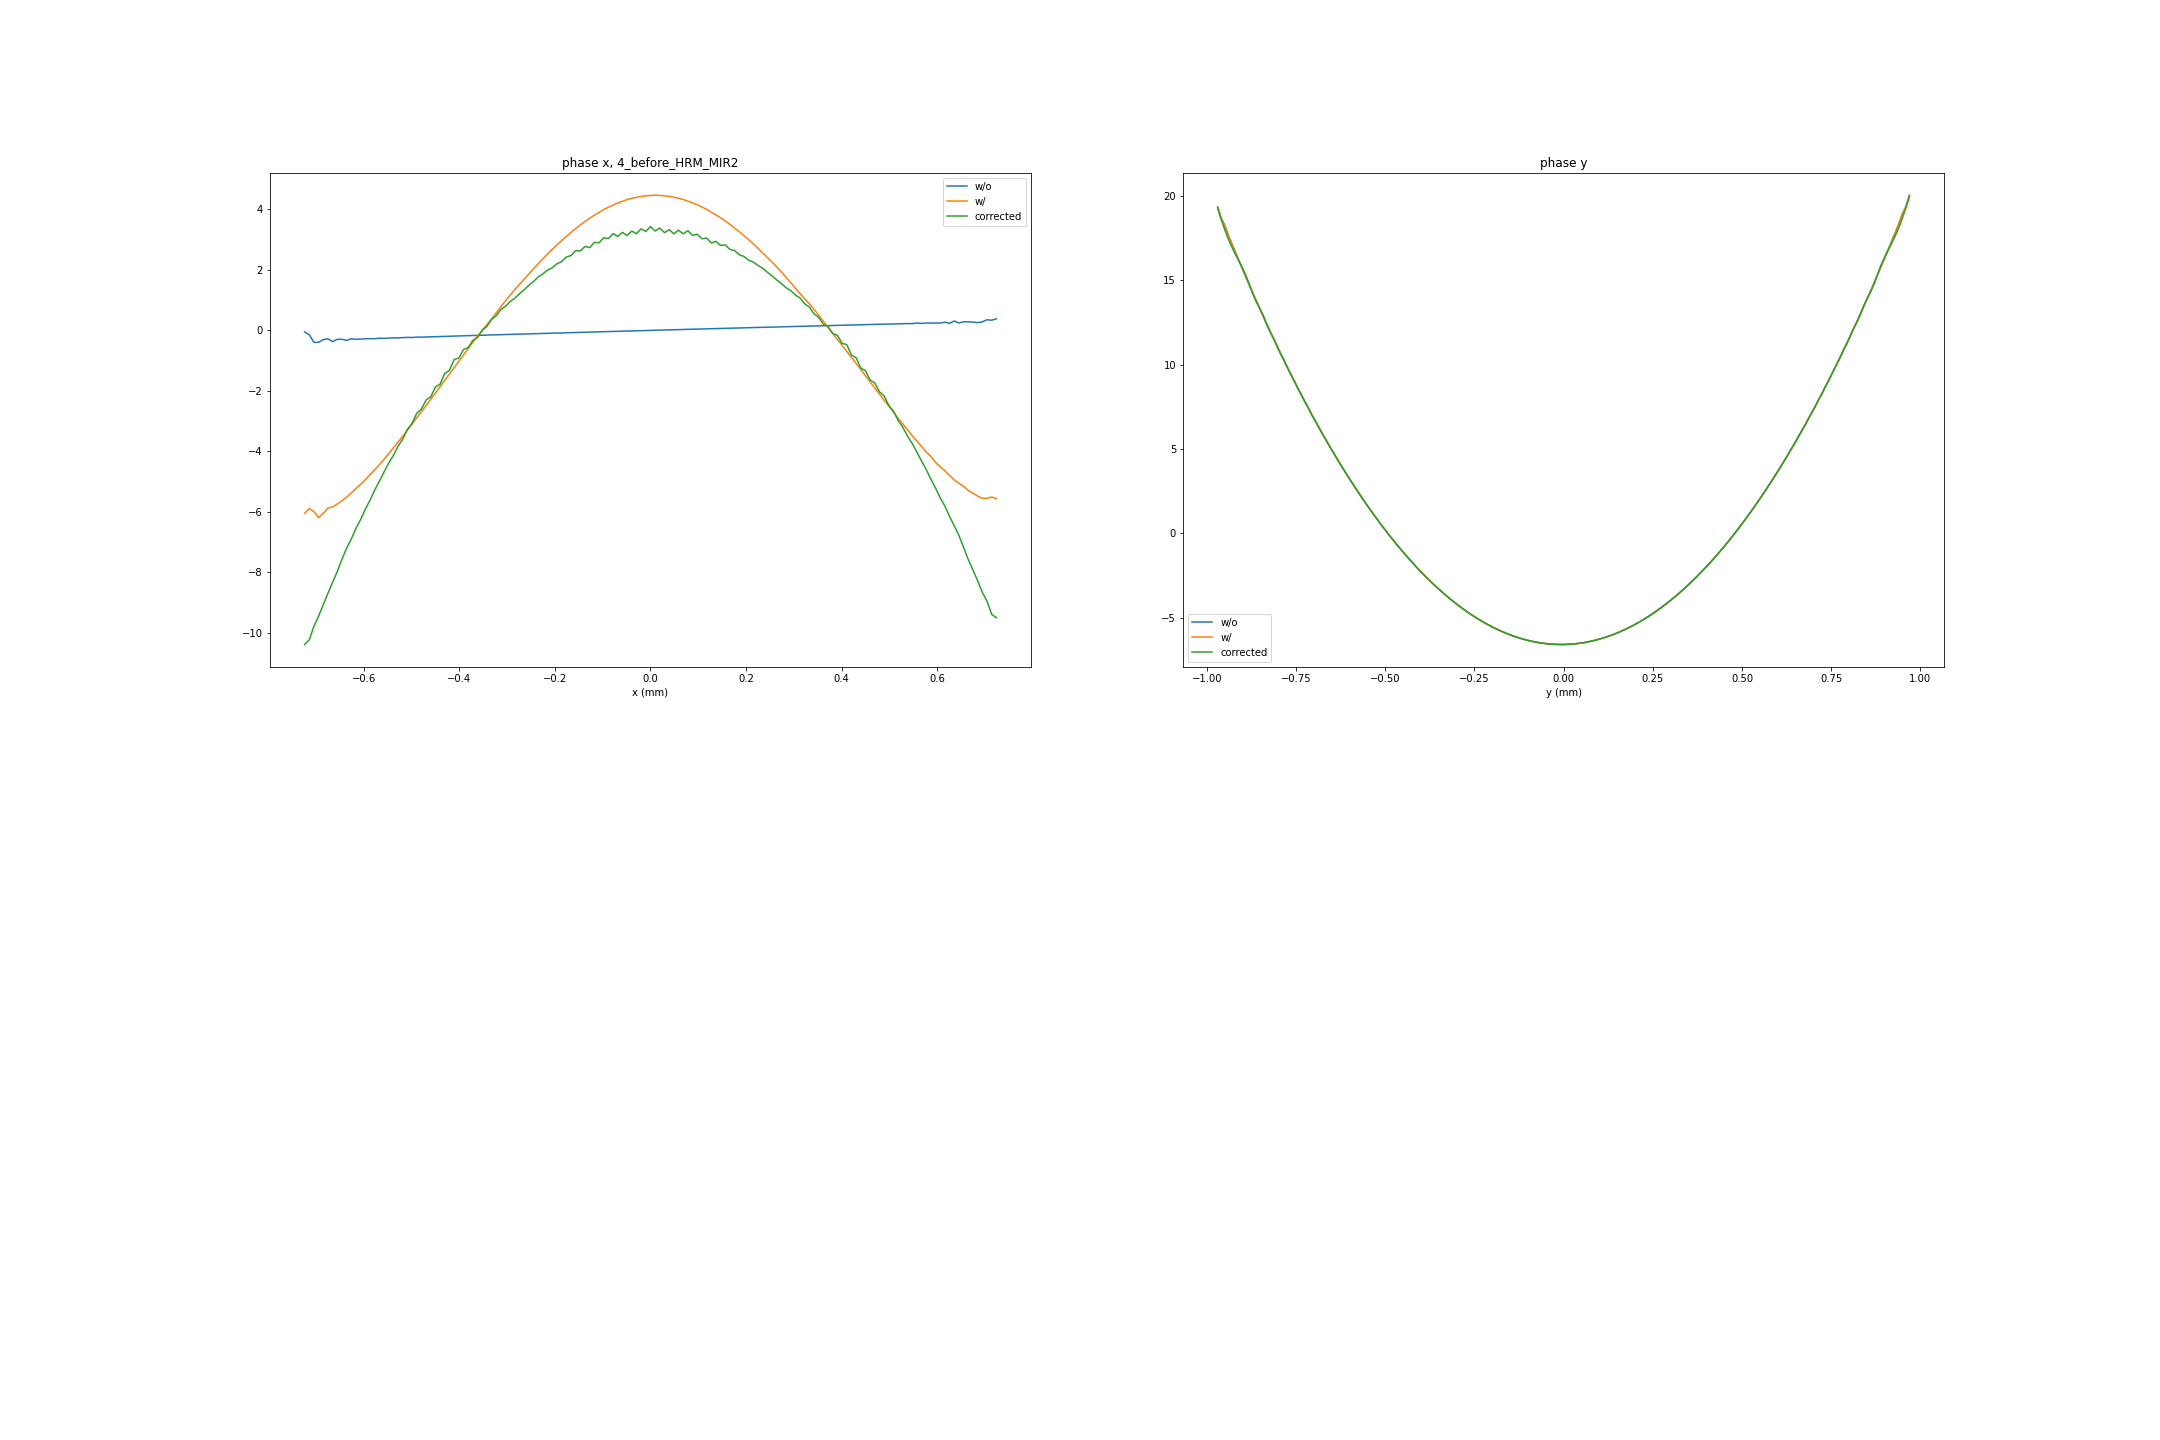 phase x, 4_before_HRM_MIR2
w/o
w/
corrected
4
2
0
−2
−4
−6
−8
−10
−0.6 −0.4 −0.2 0.0 0.2 0.4 0.6
x (mm)
phase y
20
15
10
5
0
−5
w/o
w/
corrected
−1.00 −0.75 −0.50 −0.25 0.00 0.25 0.50 0.75 1.00
y (mm)